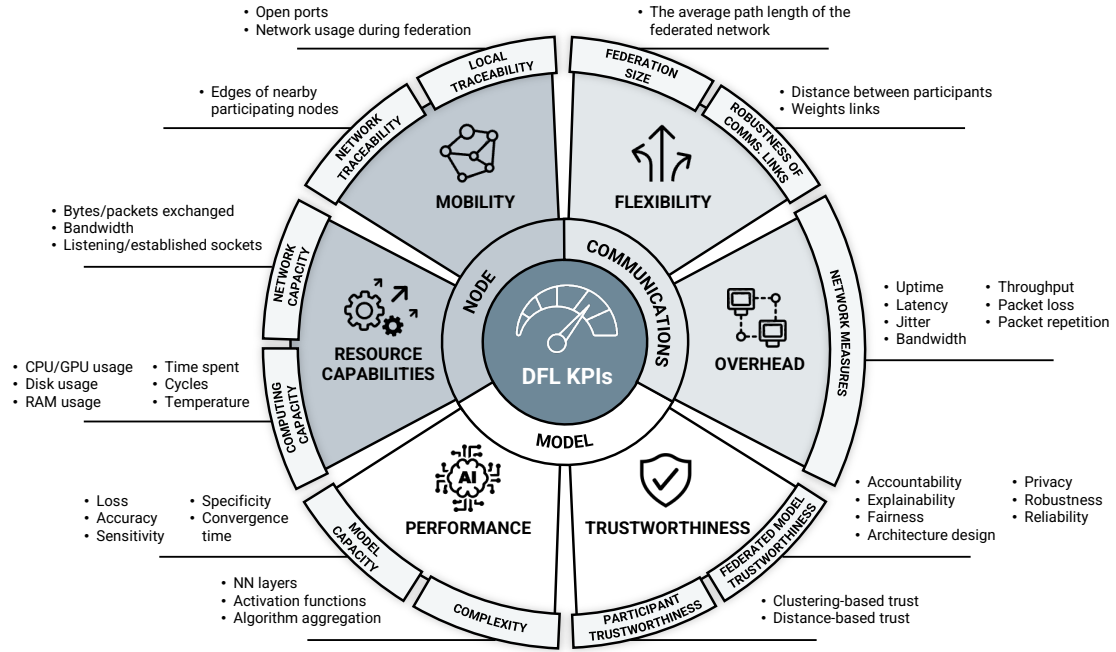 • Open ports
• Network usage during federation
• The average path length of the
federated network
LOCAL
TRACEABILITY
FEDERATION
SIZE
• Edges of nearby
participating nodes
NETWORK
TRACEABILITY
ROBUSTNESS OF
COMMS. LINKS
• Distance between participants
• Weights links
MOBILITY
FLEXIBILITY
• Bytes/packets exchanged
• Bandwidth
• Listening/established sockets
NETWORK
CAPACITY
NODE
COMMUNICATIONS
NETWORK MEASURES
• Uptime
• Latency
• Jitter
• Bandwidth
• Throughput
• Packet loss
• Packet repetition
RESOURCE
CAPABILITIES
DFL KPIs
OVERHEAD
• CPU/GPU usage
• Disk usage
• RAM usage
• Time spent
• Cycles
• Temperature
COMPUTING
CAPACITY
MODEL
AI
PERFORMANCE
TRUSTWORTHINESS
• Loss
• Accuracy
• Sensitivity
• Specificity
• Convergence
time
MODEL
CAPACITY
FEDERATED MODEL
TRUSTWORTHINESS
• Accountability
• Explainability
• Fairness
• Architecture design
• Privacy
• Robustness
• Reliability
• NN layers
• Activation functions
• Algorithm aggregation
COMPLEXITY
PARTICIPANT
TRUSTWORTHINESS
• Clustering-based trust
• Distance-based trust